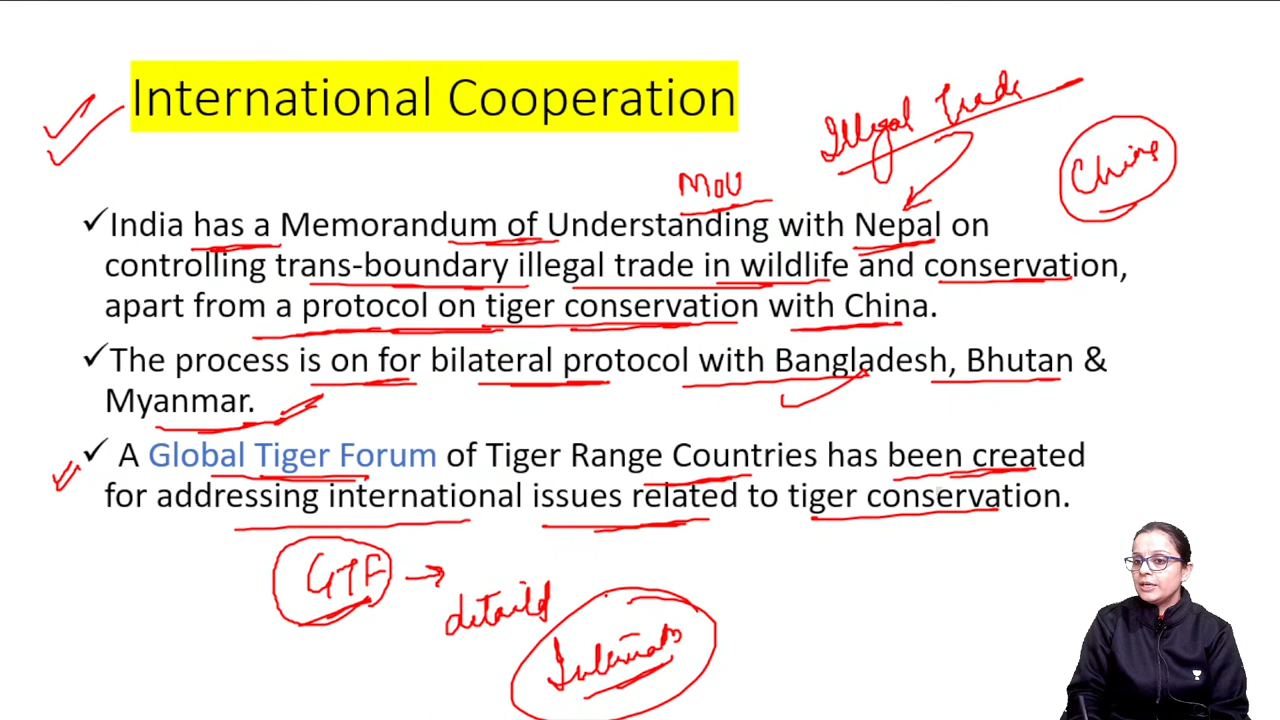 International Cooperation
Illegal Trade
China
MoU
✓India has a Memorandum of Understanding with Nepal on
controlling trans-boundary illegal trade in wildlife and conservation,
apart from a protocol on tiger conservation with China.
✓The process is on for bilateral protocol with Bangladesh, Bhutan &
Myanmar.
✓ A Global Tiger Forum of Tiger Range Countries has been created
for addressing international issues related to tiger conservation.
GTF →
detaild